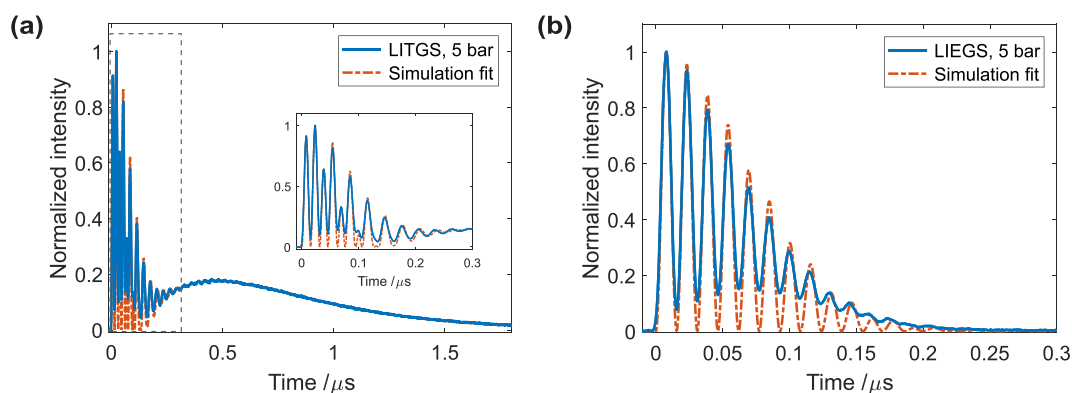 (a)
LITGS, 5 bar
Simulation fit
Normalized intensity
1
0.8
0.6
0.4
0.2
0
0
0.5
1
1.5
Time /μs
1
0.5
0
0
0.1
0.2
0.3
Time /μs
(b)
LIEGS, 5 bar
Simulation fit
Normalized intensity
1
0.8
0.6
0.4
0.2
0
0
0.05
0.1
0.15
0.2
0.25
0.3
Time /μs